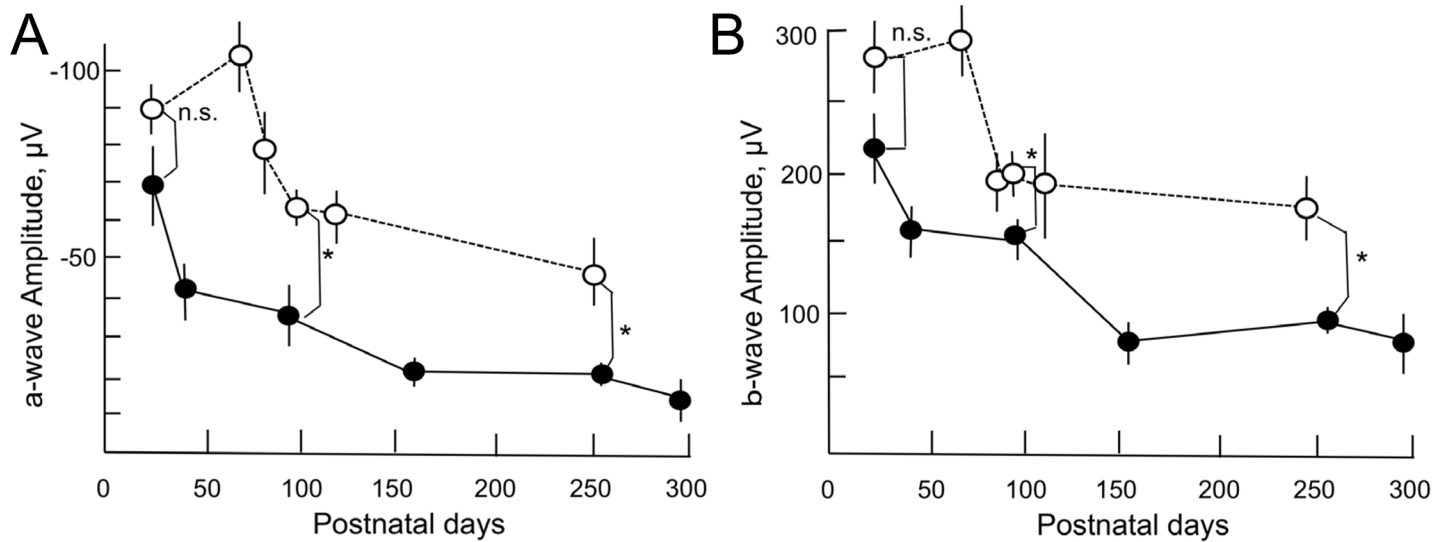 A
a-wave Amplitude, µV
-100
-50
n.s.
*
*
0 50 100 150 200 250 300
Postnatal days
B
b-wave Amplitude, µV
300
200
100
n.s.
*
*
0 50 100 150 200 250 300
Postnatal days